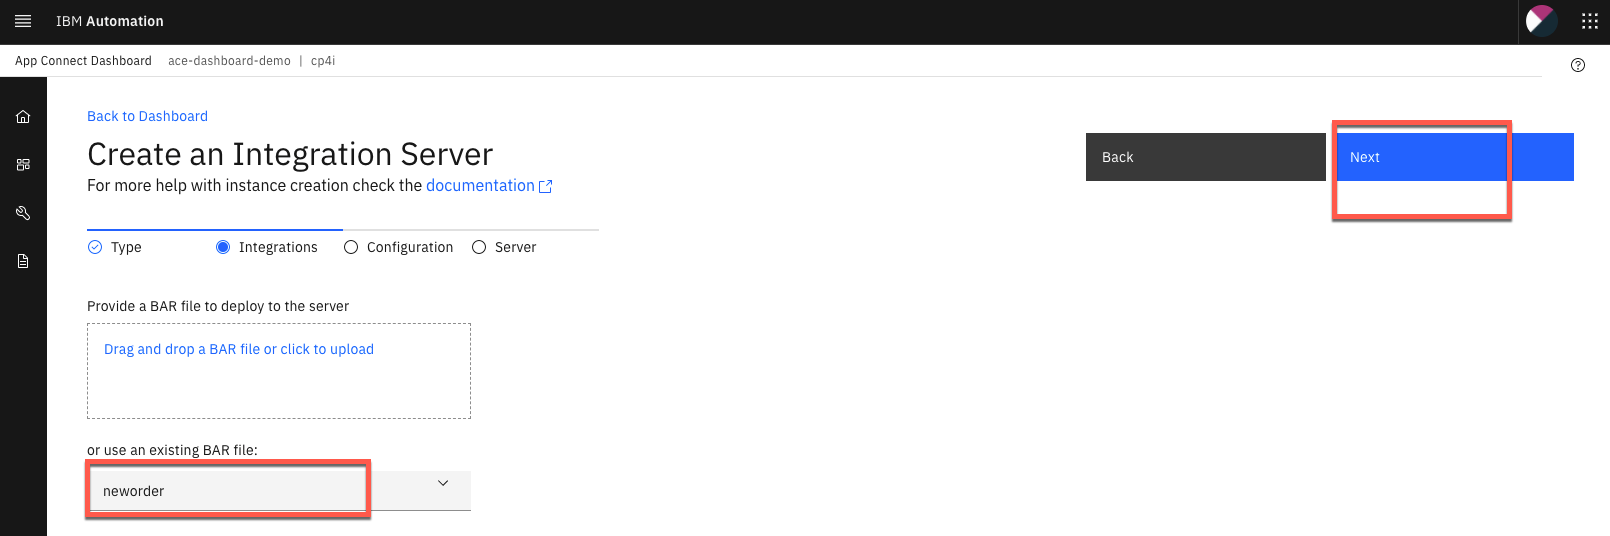 IBM Automation
App Connect Dashboard ace-dashboard-demo | cp4i
Back to Dashboard
Create an Integration Server
For more help with instance creation check the documentation
Back
Next
Type
Integrations
Configuration
Server
Provide a BAR file to deploy to the server
Drag and drop a BAR file or click to upload
or use an existing BAR file:
neworder